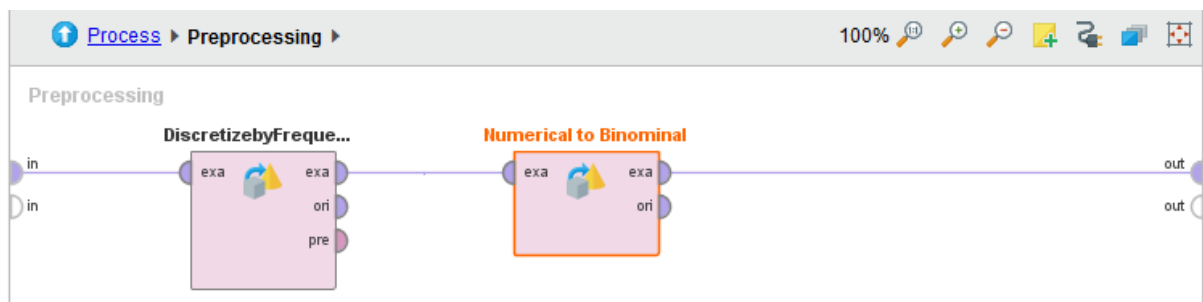 Process ▸ Preprocessing ▸ 100%
Preprocessing
DiscretizebyFreque... Numerical to Binominal
in exa exa exa exa out
in ori ori out
pre